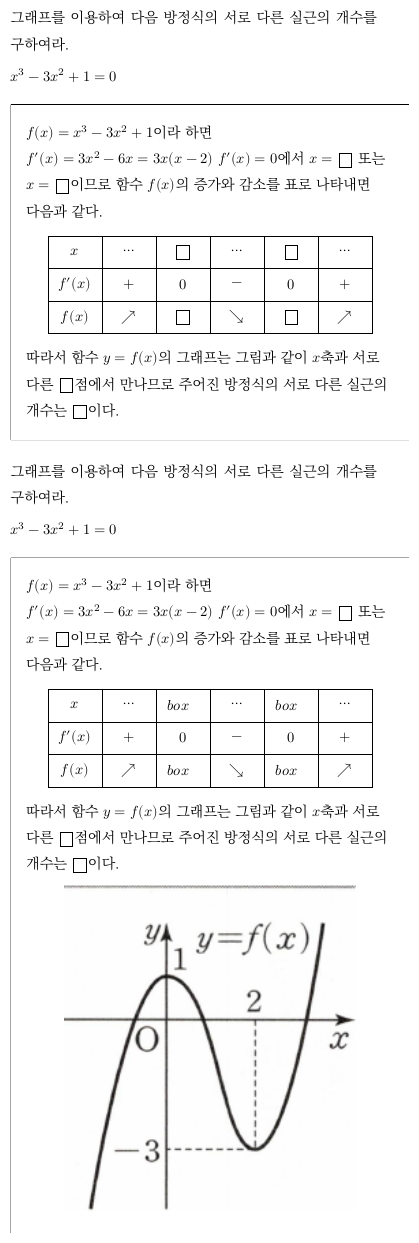 그래프를 이용하여 다음 방정식의 서로 다른 실근의 개수를
구하여라.
x³ − 3x² + 1 = 0
f(x) = x³ − 3x² + 1이라 하면
f′(x) = 3x² − 6x = 3x(x − 2) f′(x) = 0에서 x = □ 또는
x = □이므로 함수 f(x)의 증가와 감소를 표로 나타내면
다음과 같다.
x ⋯ □ ⋯ □ ⋯
f′(x) + 0 − 0 +
f(x) ↗ □ ↘ □ ↗
따라서 함수 y = f(x)의 그래프는 그림과 같이 x축과 서로
다른 □점에서 만나므로 주어진 방정식의 서로 다른 실근의
개수는 □이다.
그래프를 이용하여 다음 방정식의 서로 다른 실근의 개수를
구하여라.
x³ − 3x² + 1 = 0
f(x) = x³ − 3x² + 1이라 하면
f′(x) = 3x² − 6x = 3x(x − 2) f′(x) = 0에서 x = □ 또는
x = □이므로 함수 f(x)의 증가와 감소를 표로 나타내면
다음과 같다.
x ⋯ box ⋯ box ⋯
f′(x) + 0 − 0 +
f(x) ↗ box ↘ box ↗
따라서 함수 y = f(x)의 그래프는 그림과 같이 x축과 서로
다른 □점에서 만나므로 주어진 방정식의 서로 다른 실근의
개수는 □이다.
y y=f(x)
1
2
O x
−3